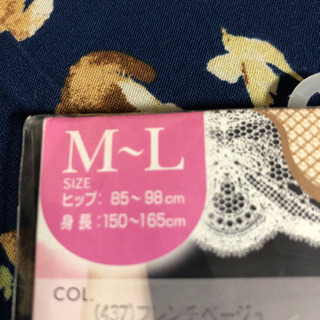 M~L
SIZE
ヒップ：85～98cm
身長：150～165cm
COL.
(437)フレンチベージュ